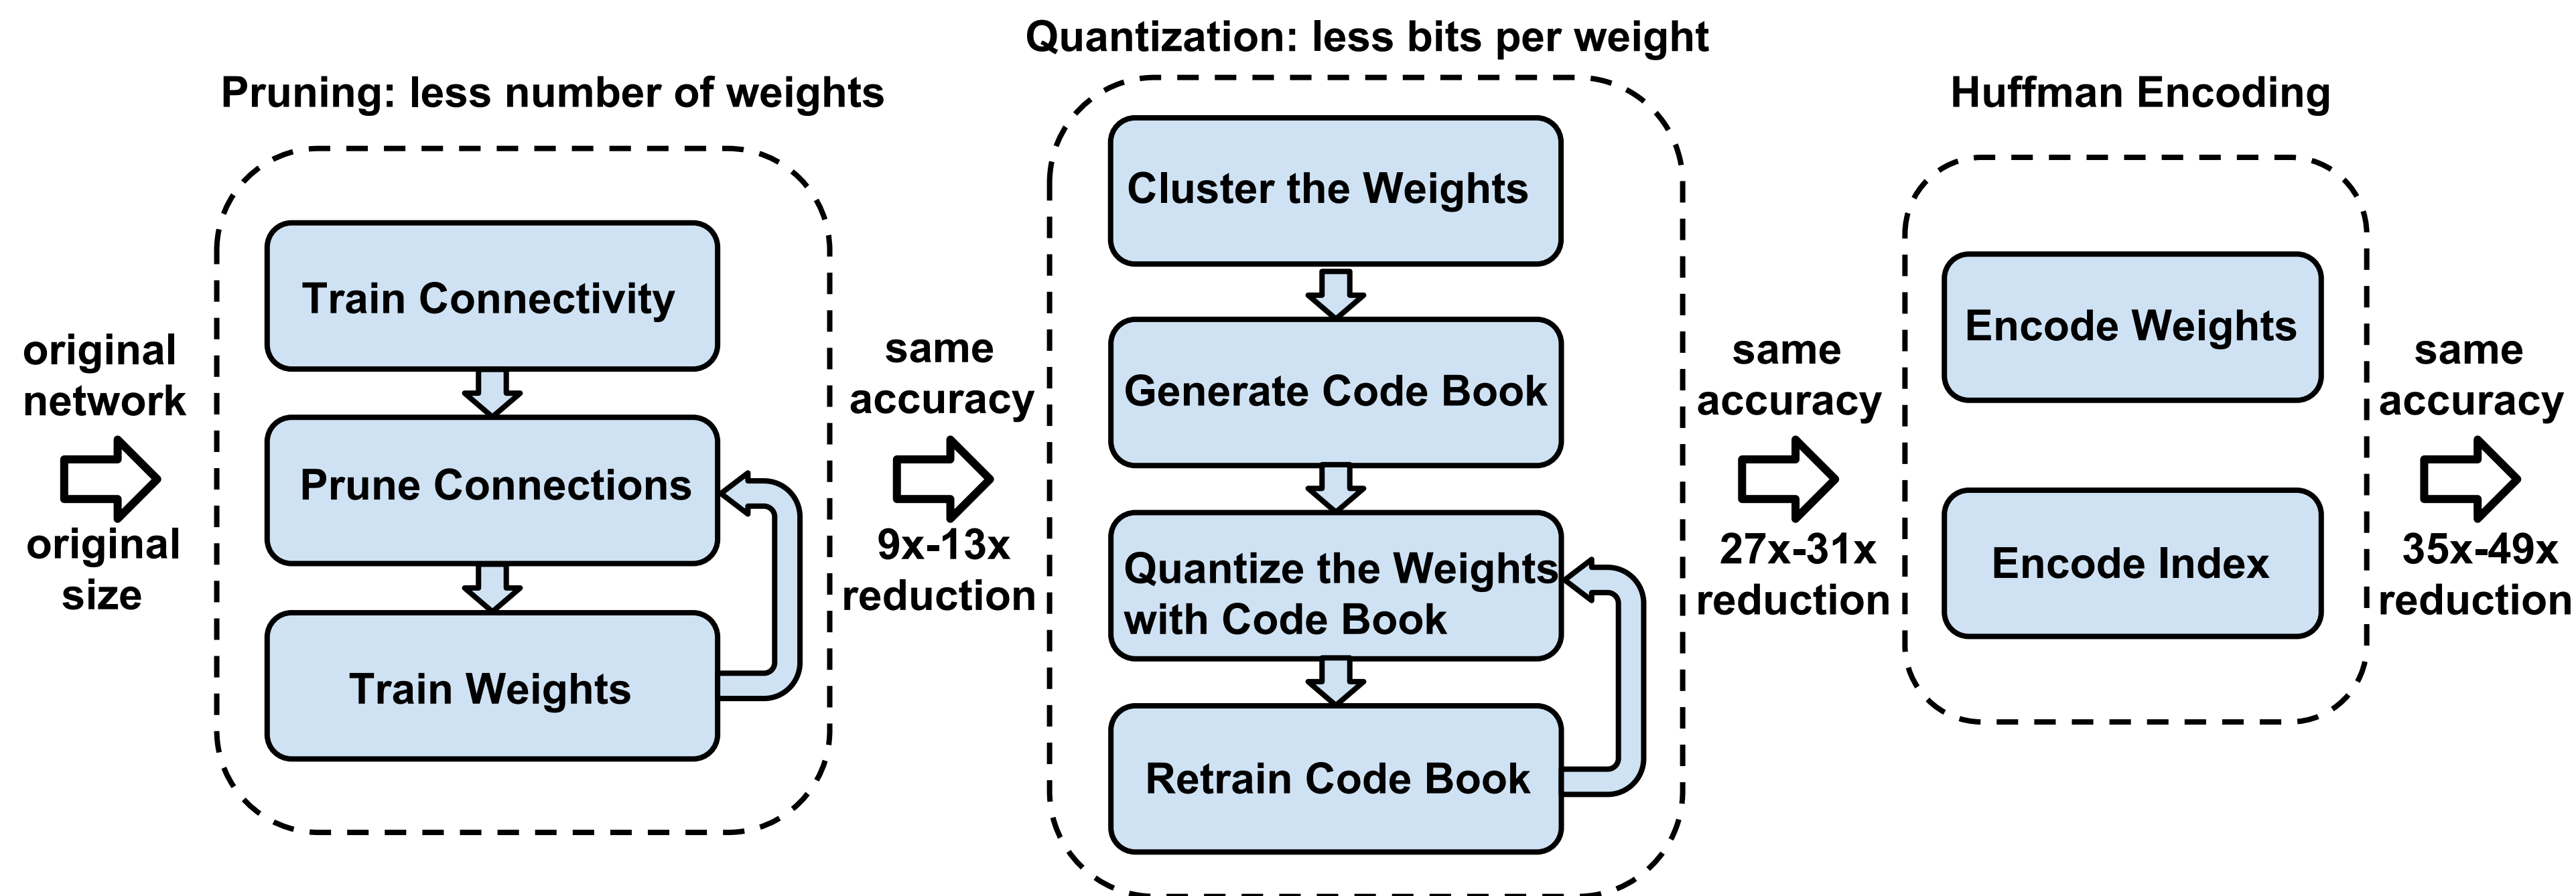 original
network
original
size
Pruning: less number of weights
Train Connectivity
Prune Connections
Train Weights
same
accuracy
9x-13x
reduction
Quantization: less bits per weight
Cluster the Weights
Generate Code Book
Quantize the Weights
with Code Book
Retrain Code Book
same
accuracy
27x-31x
reduction
Huffman Encoding
Encode Weights
Encode Index
same
accuracy
35x-49x
reduction